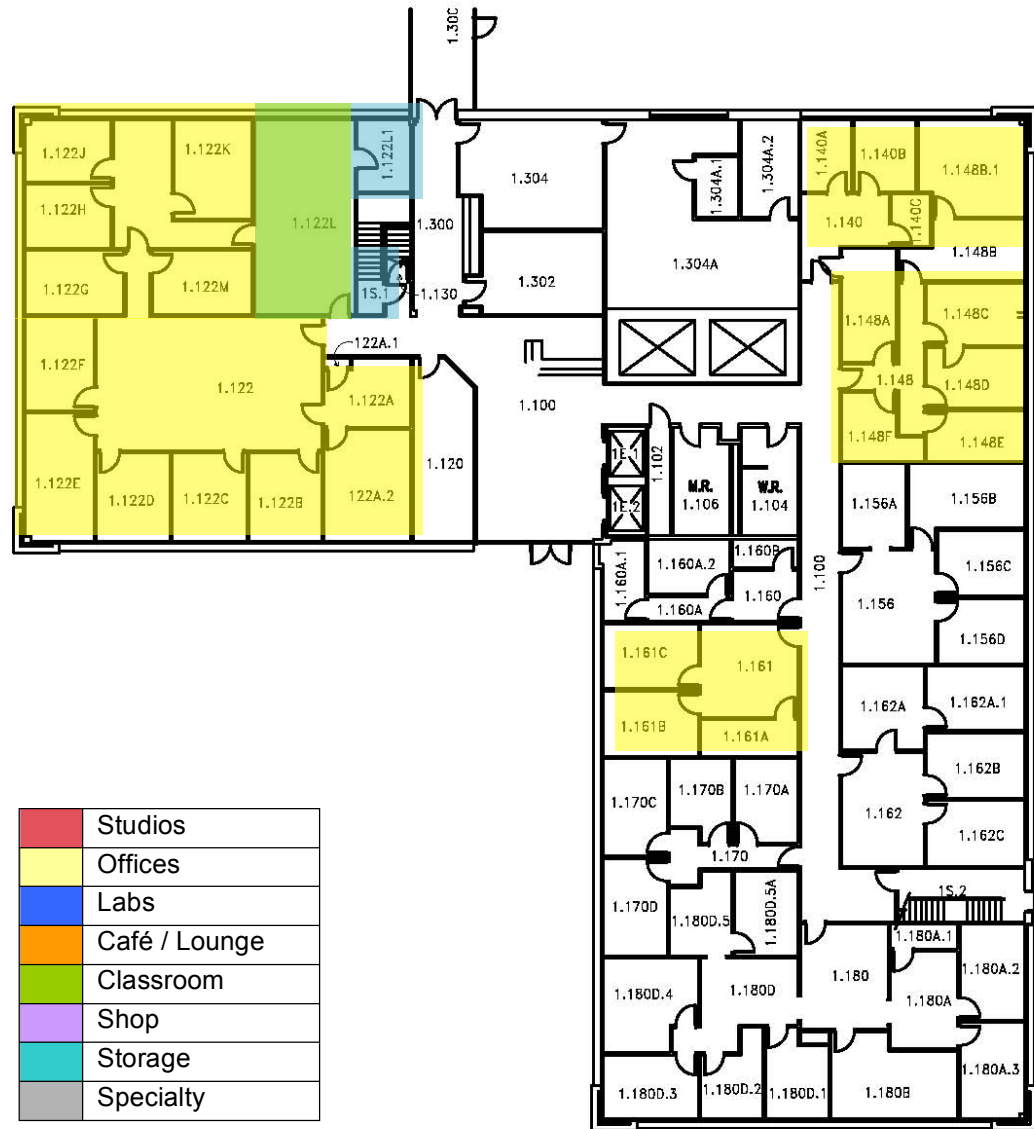 1.30C
1.122J
1.122K
1.122L1
1.122H
1.122L
1.300
1.304
1.304A.1
1.304A.2
1.140A
1.140B
1.148B.1
1.140C
1.140
1.148B
1.122G
1.122M
1S.1
1.130
1.302
1.304A
1.148A
1.148C
1.122F
1.122
122A.1
1.122A
1.100
1.148
1.148D
1.148F
1.148E
1.122E
1.122D
1.122C
1.122B
122A.2
1.120
1E.1
1E.2
1.102
M.R.
1.106
W.R.
1.104
1.156A
1.156B
1.160A.1
1.160A.2
1.160B
1.160A
1.160
1.100
1.156
1.156C
1.156D
1.161C
1.161
1.161B
1.161A
1.162A
1.162A.1
1.170C
1.170B
1.170A
1.162
1.162B
1.162C
1.170
1.170D
1.180D.5
1.180D.5A
1S.2
1.180A.1
1.180D.4
1.180D
1.180
1.180A
1.180A.2
1.180D.3
1.180D.2
1.180D.1
1.180B
1.180A.3
Studios
Offices
Labs
Café / Lounge
Classroom
Shop
Storage
Specialty